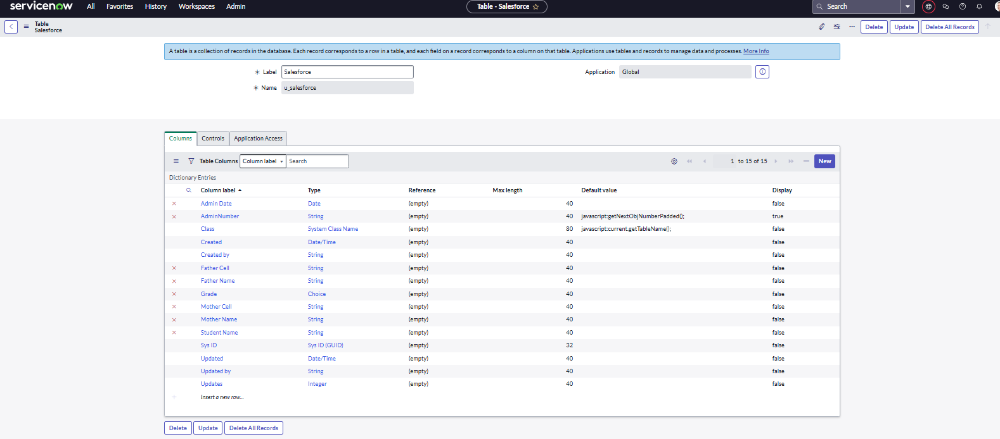 servicenow All Favorites History Workspaces Admin Table - Salesforce Search
Table
Salesforce
Delete Update Delete All Records
A table is a collection of records in the database. Each record corresponds to a row in a table, and each field on a record corresponds to a column on that table. Applications use tables and records to manage data and processes. More Info
Label Salesforce Application Global
Name u_salesforce
Columns Controls Application Access
Table Columns Column label Search 1 to 15 of 15 New
Dictionary Entries
Column label Type Reference Max length Default value Display
Admin Date Date (empty) 40 false
AdminNumber String (empty) 40 javascript:getNextObjNumberPadded(); true
Class System Class Name (empty) 80 javascript:current.getTableName(); false
Created Date/Time (empty) 40 false
Created by String (empty) 40 false
Father Cell String (empty) 40 false
Father Name String (empty) 40 false
Grade Choice (empty) 40 false
Mother Cell String (empty) 40 false
Mother Name String (empty) 40 false
Student Name String (empty) 40 false
Sys ID Sys ID (GUID) (empty) 32 false
Updated Date/Time (empty) 40 false
Updated by String (empty) 40 false
Updates Integer (empty) 40 false
Insert a new row...
Delete Update Delete All Records